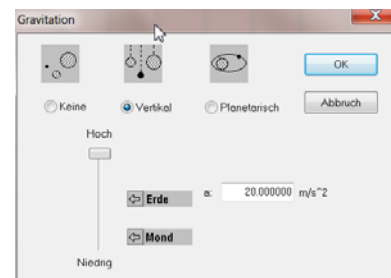 Gravitation
OK
Keine Vertikal Planetarisch Abbruch
Hoch
Erde a: 20.000000 m/s^2
Mond
Niedrig